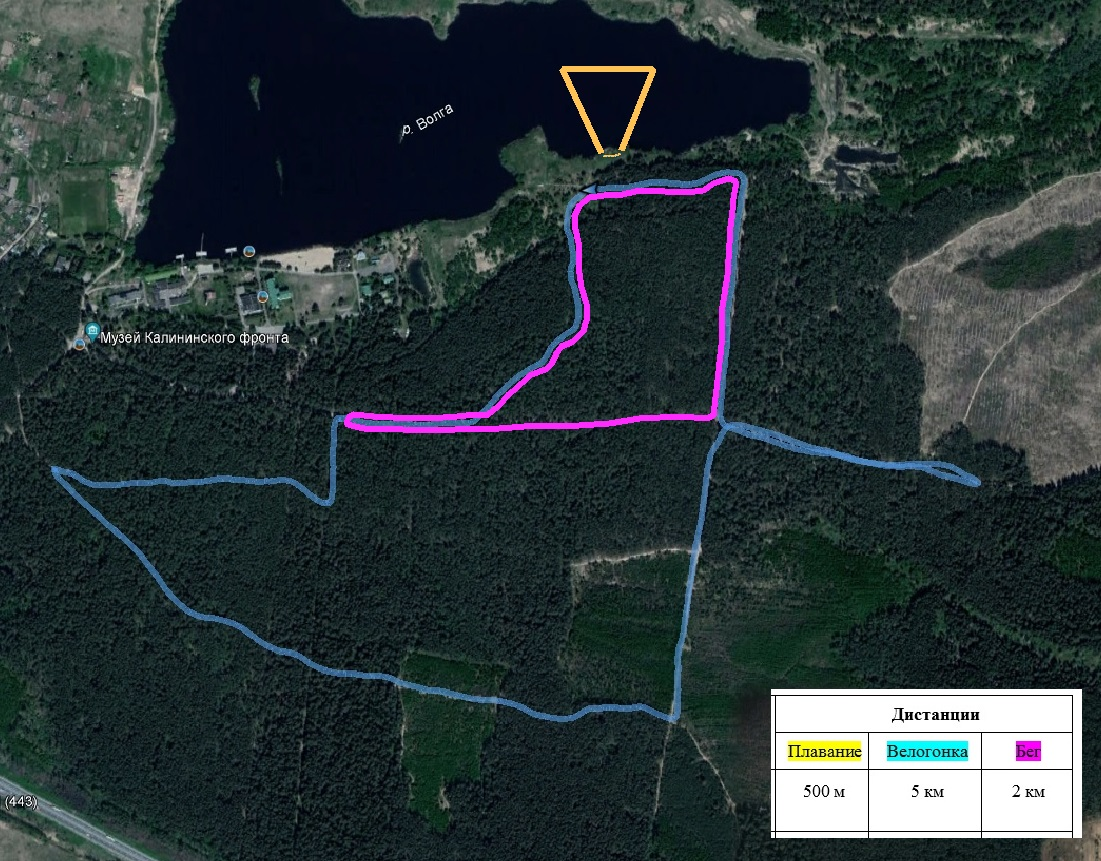 р. Волга
Музей Калининского фронта
Дистанции
Плавание Велогонка Бег
500 м 5 км 2 км
(443)